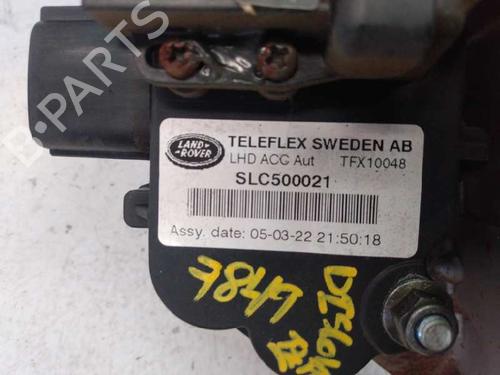 B-PARTS
LAND
ROVER
TELEFLEX SWEDEN AB
LHD ACC Aut TFX10048
SLC500021
Assy. date: 05-03-22 21:50:18